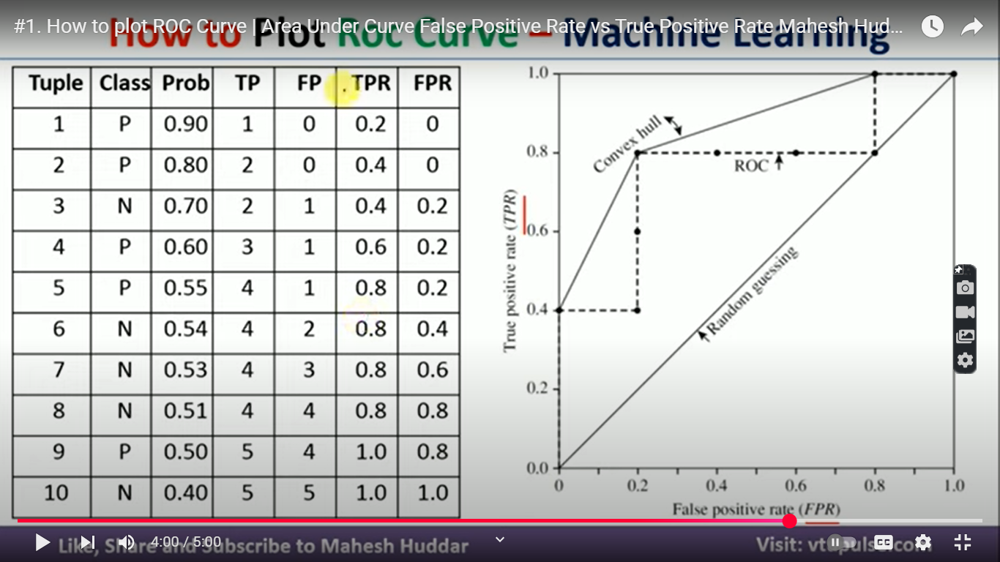 #1. How to plot ROC Curve | Area Under Curve False Positive Rate vs True Positive Rate Mahesh Hud...
How to Plot Roc Curve – Machine Learning
Tuple Class Prob TP FP TPR FPR
1 P 0.90 1 0 0.2 0
2 P 0.80 2 0 0.4 0
3 N 0.70 2 1 0.4 0.2
4 P 0.60 3 1 0.6 0.2
5 P 0.55 4 1 0.8 0.2
6 N 0.54 4 2 0.8 0.4
7 N 0.53 4 3 0.8 0.6
8 N 0.51 4 4 0.8 0.8
9 P 0.50 5 4 1.0 0.8
10 N 0.40 5 5 1.0 1.0
1.0
0.8
0.6
0.4
0.2
0.0
True positive rate (TPR)
Convex hull
ROC
Random guessing
0 0.2 0.4 0.6 0.8 1.0
False positive rate (FPR)
4:00 / 5:00
Like, Share and Subscribe to Mahesh Huddar
Visit: vtupulse.com
CC